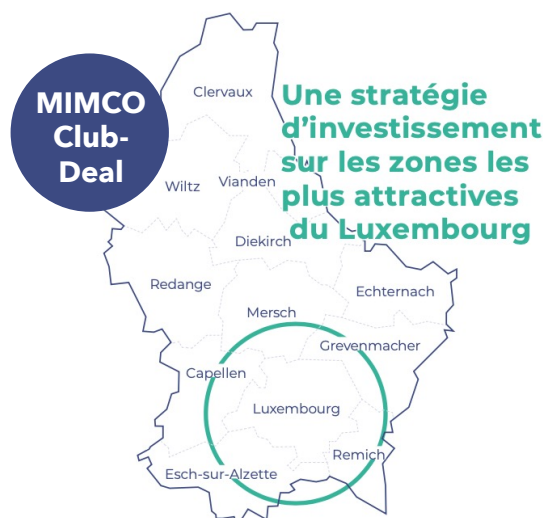 MIMCO
Club-
Deal
Une stratégie
d'investissement
sur les zones les
plus attractives
du Luxembourg
Clervaux
Wiltz
Vianden
Diekirch
Redange
Echternach
Mersch
Grevenmacher
Capellen
Luxembourg
Remich
Esch-sur-Alzette